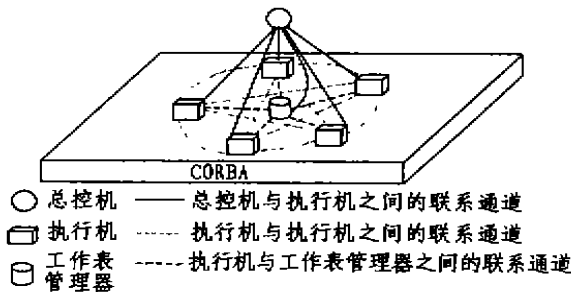 CORBA
总控机 总控机与执行机之间的联系通道
执行机 执行机与执行机之间的联系通道
工作表管理器 执行机与工作表管理器之间的联系通道